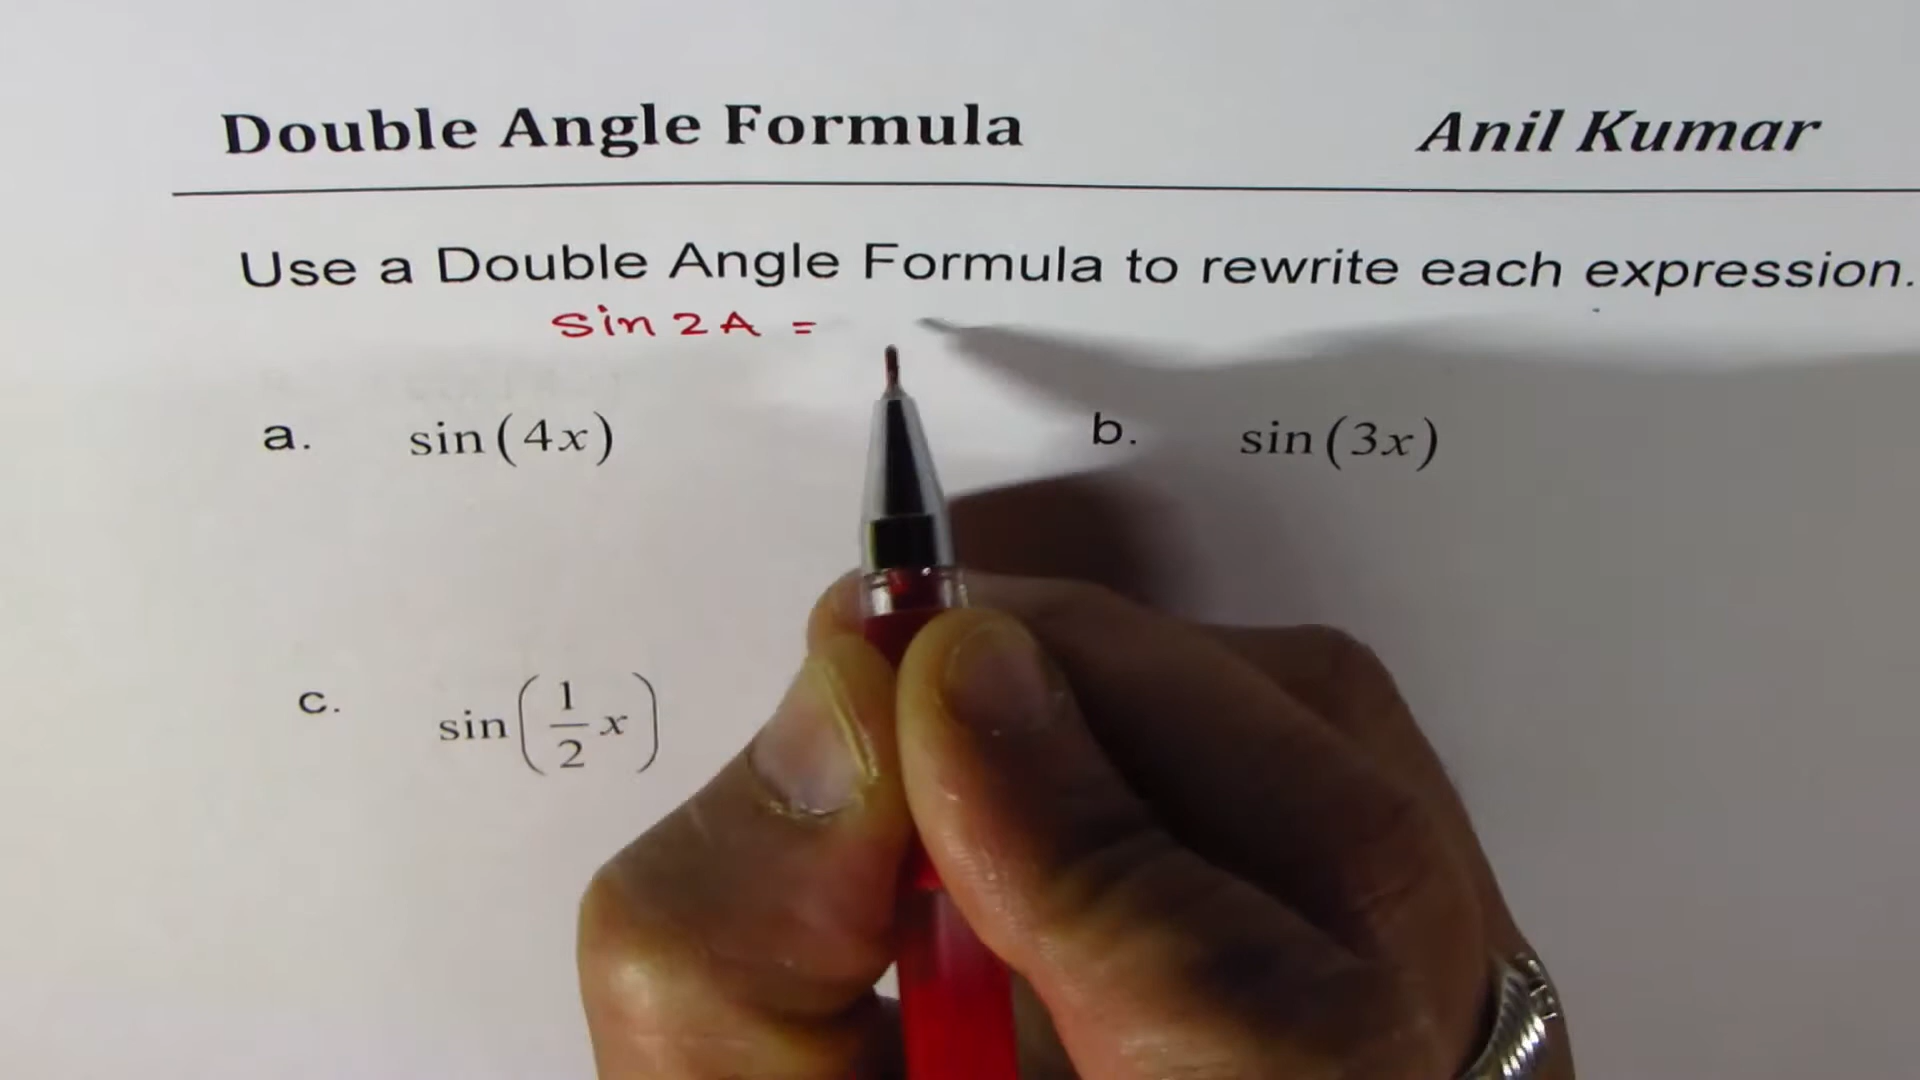 Double Angle Formula Anil Kumar
Use a Double Angle Formula to rewrite each expression.
Sin 2A =
a. sin(4x) b. sin(3x)
c. sin(1/2 x)